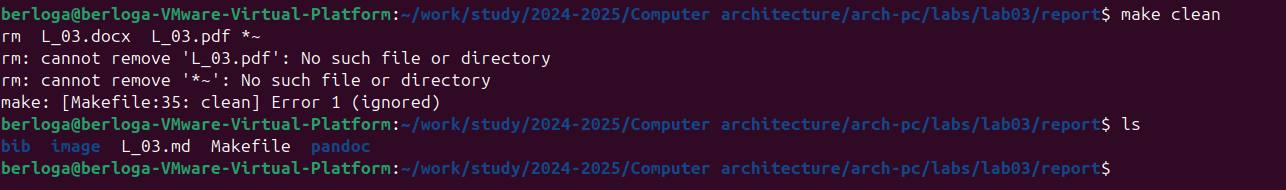 berloga@berloga-VMware-Virtual-Platform:~/work/study/2024-2025/Computer architecture/arch-pc/labs/lab03/report$ make clean
rm  L_03.docx  L_03.pdf *~
rm: cannot remove 'L_03.pdf': No such file or directory
rm: cannot remove '*~': No such file or directory
make: [Makefile:35: clean] Error 1 (ignored)
berloga@berloga-VMware-Virtual-Platform:~/work/study/2024-2025/Computer architecture/arch-pc/labs/lab03/report$ ls
bib  image  L_03.md  Makefile  pandoc
berloga@berloga-VMware-Virtual-Platform:~/work/study/2024-2025/Computer architecture/arch-pc/labs/lab03/report$